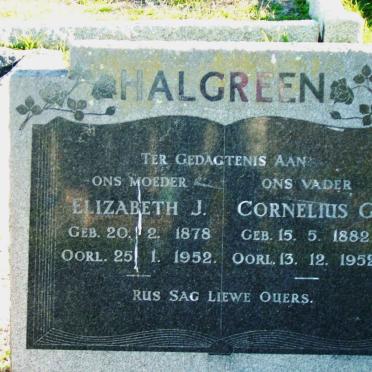 HALGREEN
TER GEDAGTENIS AAN
ONS MOEDER ONS VADER
ELIZABETH J. CORNELIUS G.
GEB. 20. 2. 1878 GEB. 15. 5. 1882
OORL. 25. 1. 1952. OORL. 13. 12. 1952
RUS SAG LIEWE OUERS.